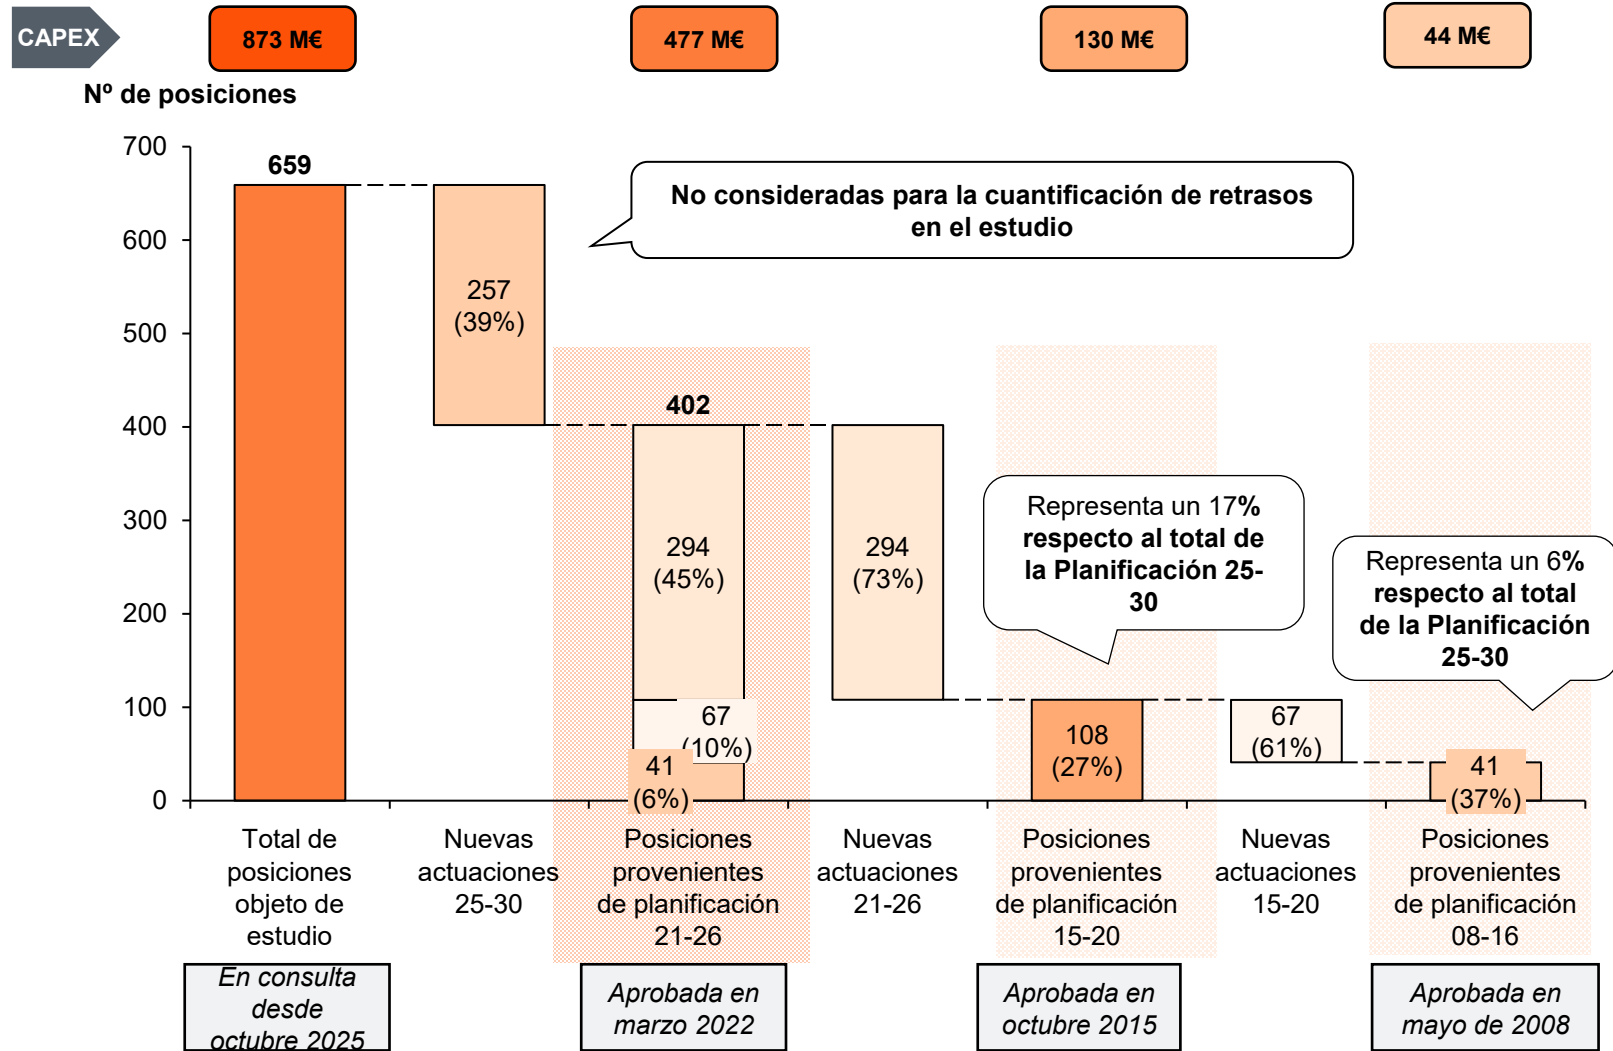 CAPEX
873 M€
477 M€
130 M€
44 M€
Nº de posiciones
700
600
500
400
300
200
100
0
659
257
(39%)
No consideradas para la cuantificación de retrasos
en el estudio
402
294
(45%)
67
(10%)
41
(6%)
294
(73%)
Representa un 17%
respecto al total de
la Planificación 25-
30
108
(27%)
67
(61%)
Representa un 6%
respecto al total
de la Planificación
25-30
41
(37%)
Total de
posiciones
objeto de
estudio
Nuevas
actuaciones
25-30
Posiciones
provenientes
de planificación
21-26
Nuevas
actuaciones
21-26
Posiciones
provenientes
de planificación
15-20
Nuevas
actuaciones
15-20
Posiciones
provenientes
de planificación
08-16
En consulta
desde
octubre 2025
Aprobada en
marzo 2022
Aprobada en
octubre 2015
Aprobada en
mayo de 2008